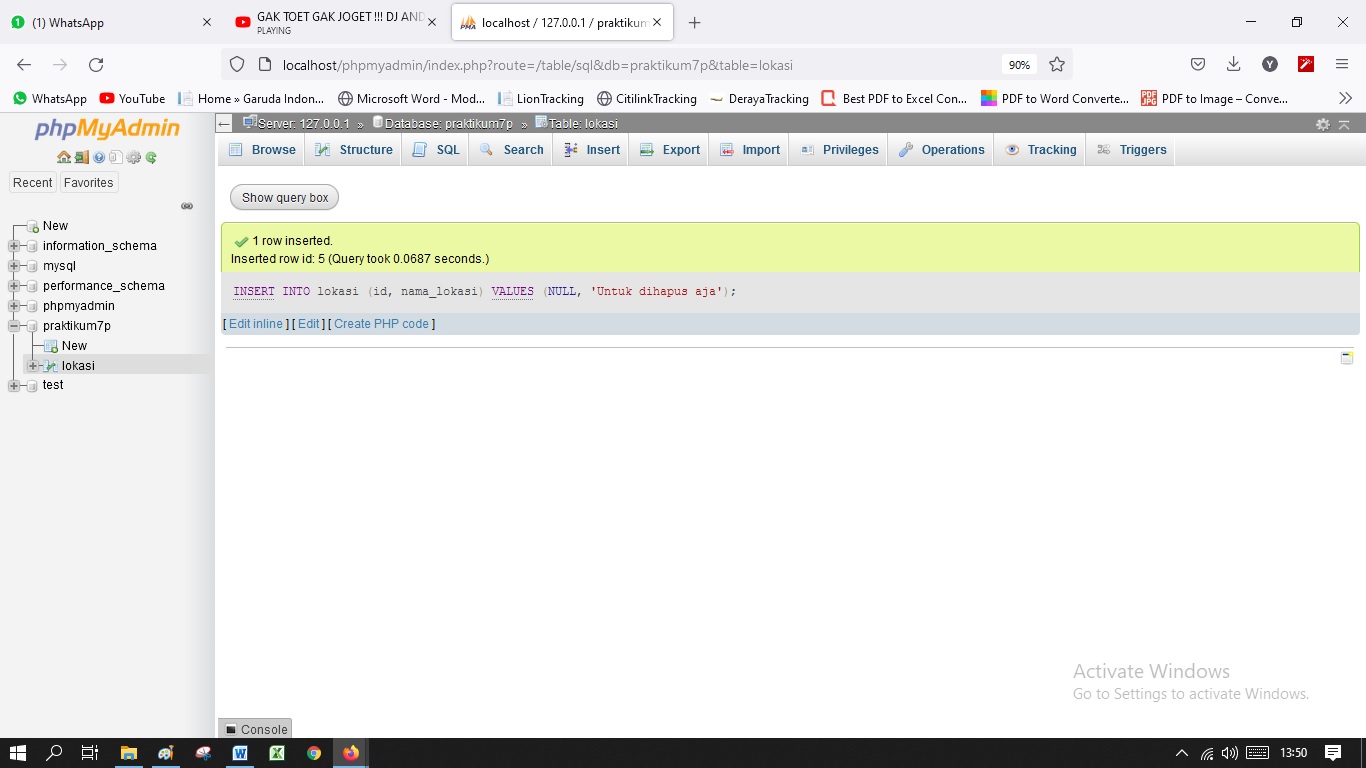 (1) WhatsApp
GAK TOET GAK JOGET !!! DJ AND
PLAYING
localhost / 127.0.0.1 / praktikum
localhost/phpmyadmin/index.php?route=/table/sql&db=praktikum7p&table=lokasi
90%
Y
WhatsApp
YouTube
Home » Garuda Indon...
Microsoft Word - Mod...
LionTracking
CitilinkTracking
DerayaTracking
Best PDF to Excel Con...
PDF to Word Converte...
PDF to Image – Conve...
phpMyAdmin
Recent
Favorites
New
information_schema
mysql
performance_schema
phpmyadmin
praktikum7p
New
lokasi
test
Server: 127.0.0.1 » Database: praktikum7p » Table: lokasi
Browse
Structure
SQL
Search
Insert
Export
Import
Privileges
Operations
Tracking
Triggers
Show query box
1 row inserted.
Inserted row id: 5 (Query took 0.0687 seconds.)
INSERT INTO lokasi (id, nama_lokasi) VALUES (NULL, 'Untuk dihapus aja');
[ Edit inline ] [ Edit ] [ Create PHP code ]
Activate Windows
Go to Settings to activate Windows.
Console
13:50